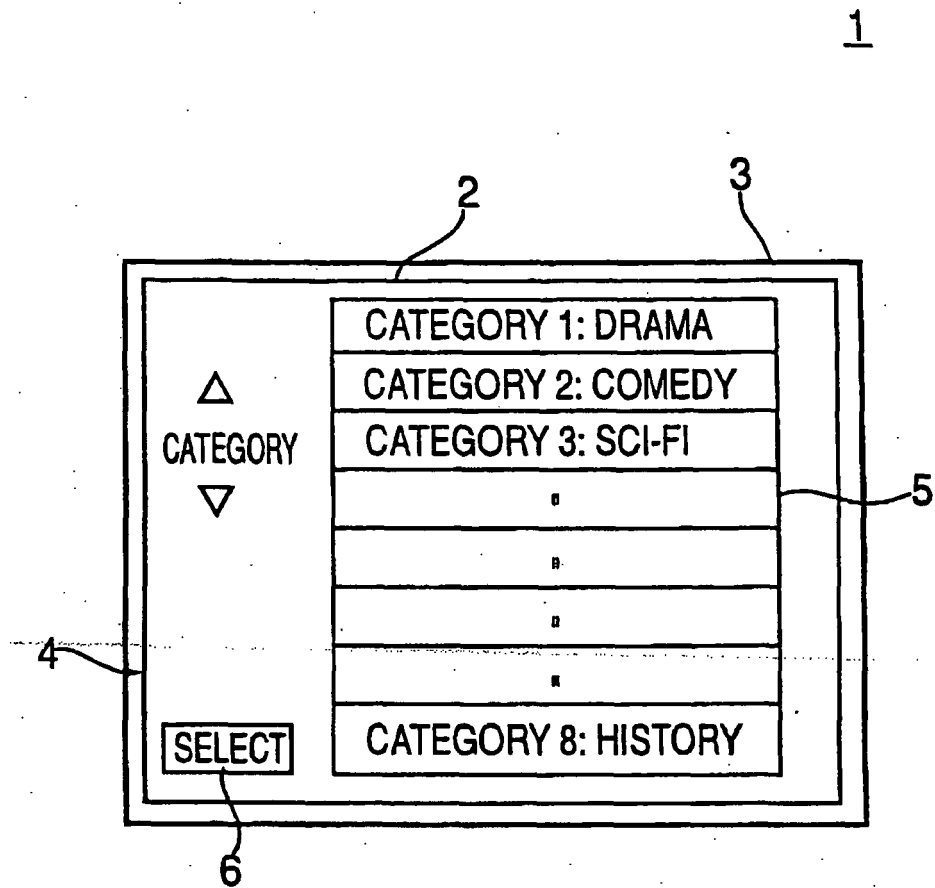 1
2
3
CATEGORY 1: DRAMA
CATEGORY 2: COMEDY
CATEGORY
CATEGORY 3: SCI-FI
5
4
SELECT
CATEGORY 8: HISTORY
6